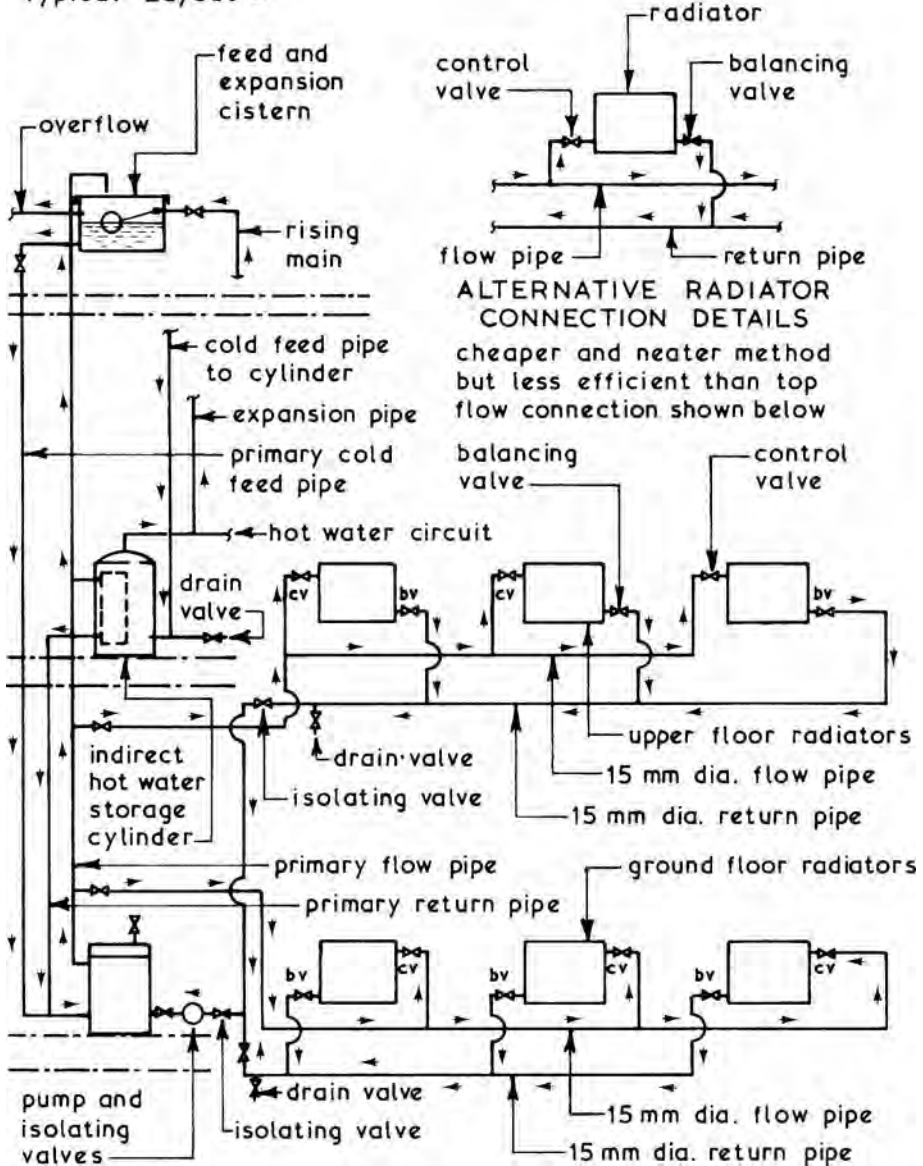 radiator
feed and
expansion
cistern
control
valve
balancing
valve
overflow
rising
main
flow pipe
return pipe
ALTERNATIVE RADIATOR
CONNECTION DETAILS
cheaper and neater method
but less efficient than top
flow connection shown below
cold feed pipe
to cylinder
expansion pipe
primary cold
feed pipe
balancing
valve
control
valve
hot water circuit
drain
valve
cv
bv
cv
bv
indirect
hot water
storage
cylinder
drain valve
isolating valve
upper floor radiators
15 mm dia. flow pipe
15 mm dia. return pipe
primary flow pipe
ground floor radiators
primary return pipe
bv
cv
bv
cv
bv
cv
drain valve
pump and
isolating
valves
isolating valve
15 mm dia. flow pipe
15 mm dia. return pipe